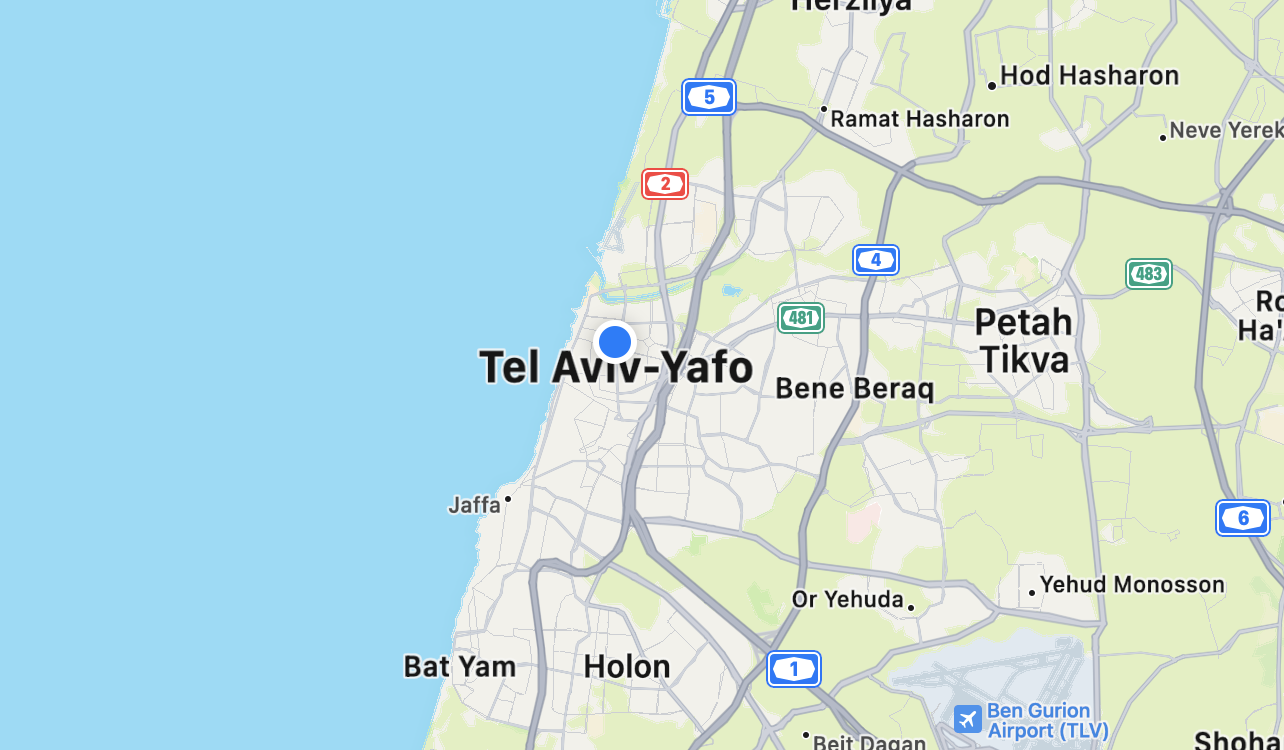 Herzliya
Hod Hasharon
5
Ramat Hasharon
Neve Yerek
2
4
483
481
Petah
Tikva
Ro
Ha'
Tel Aviv-Yafo
Bene Beraq
Jaffa
6
Yehud Monosson
Or Yehuda
Bat Yam
Holon
1
Ben Gurion
Airport (TLV)
Beit Dagan
Shoha